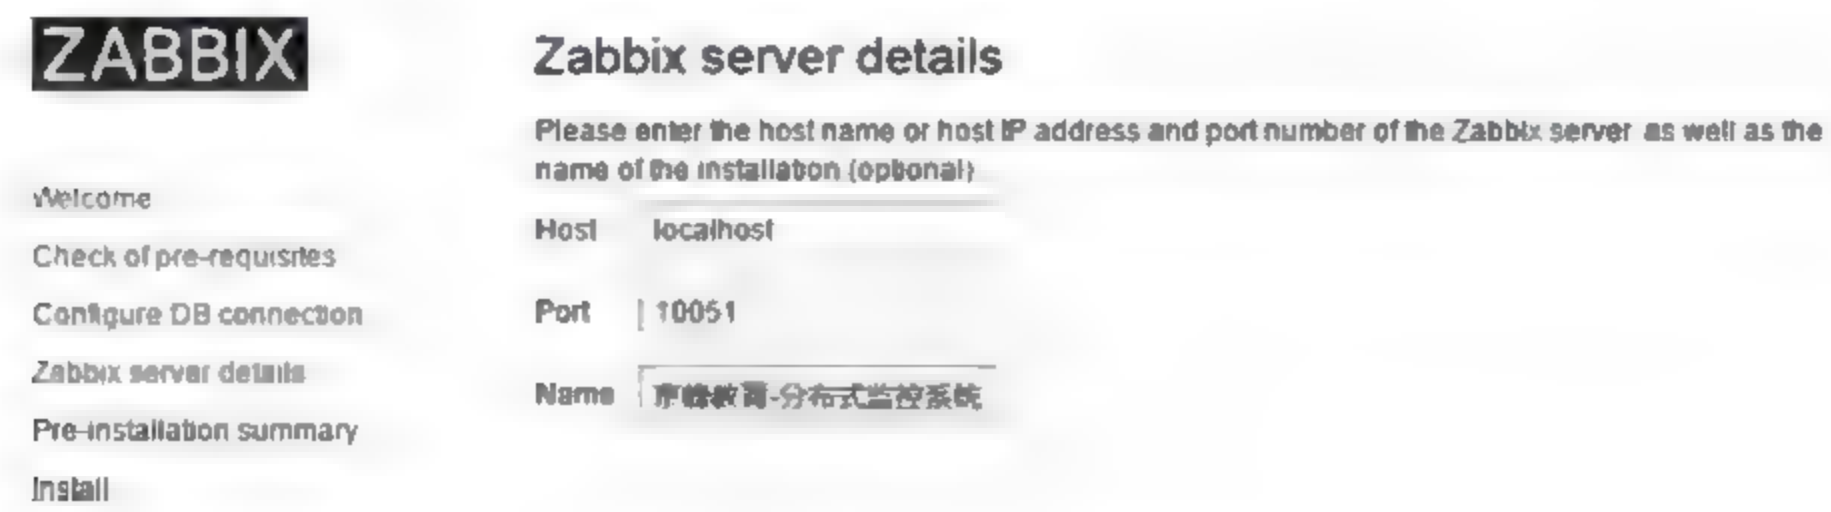 ZABBIX
Zabbix server details
Please enter the host name or host IP address and port number of the Zabbix server as well as the
name of the installation (optional)
Welcome
Check of pre-requisites
Configure DB connection
Zabbix server details
Pre-installation summary
Install
Host localhost
Port 10051
Name 教育-分布式监控系统